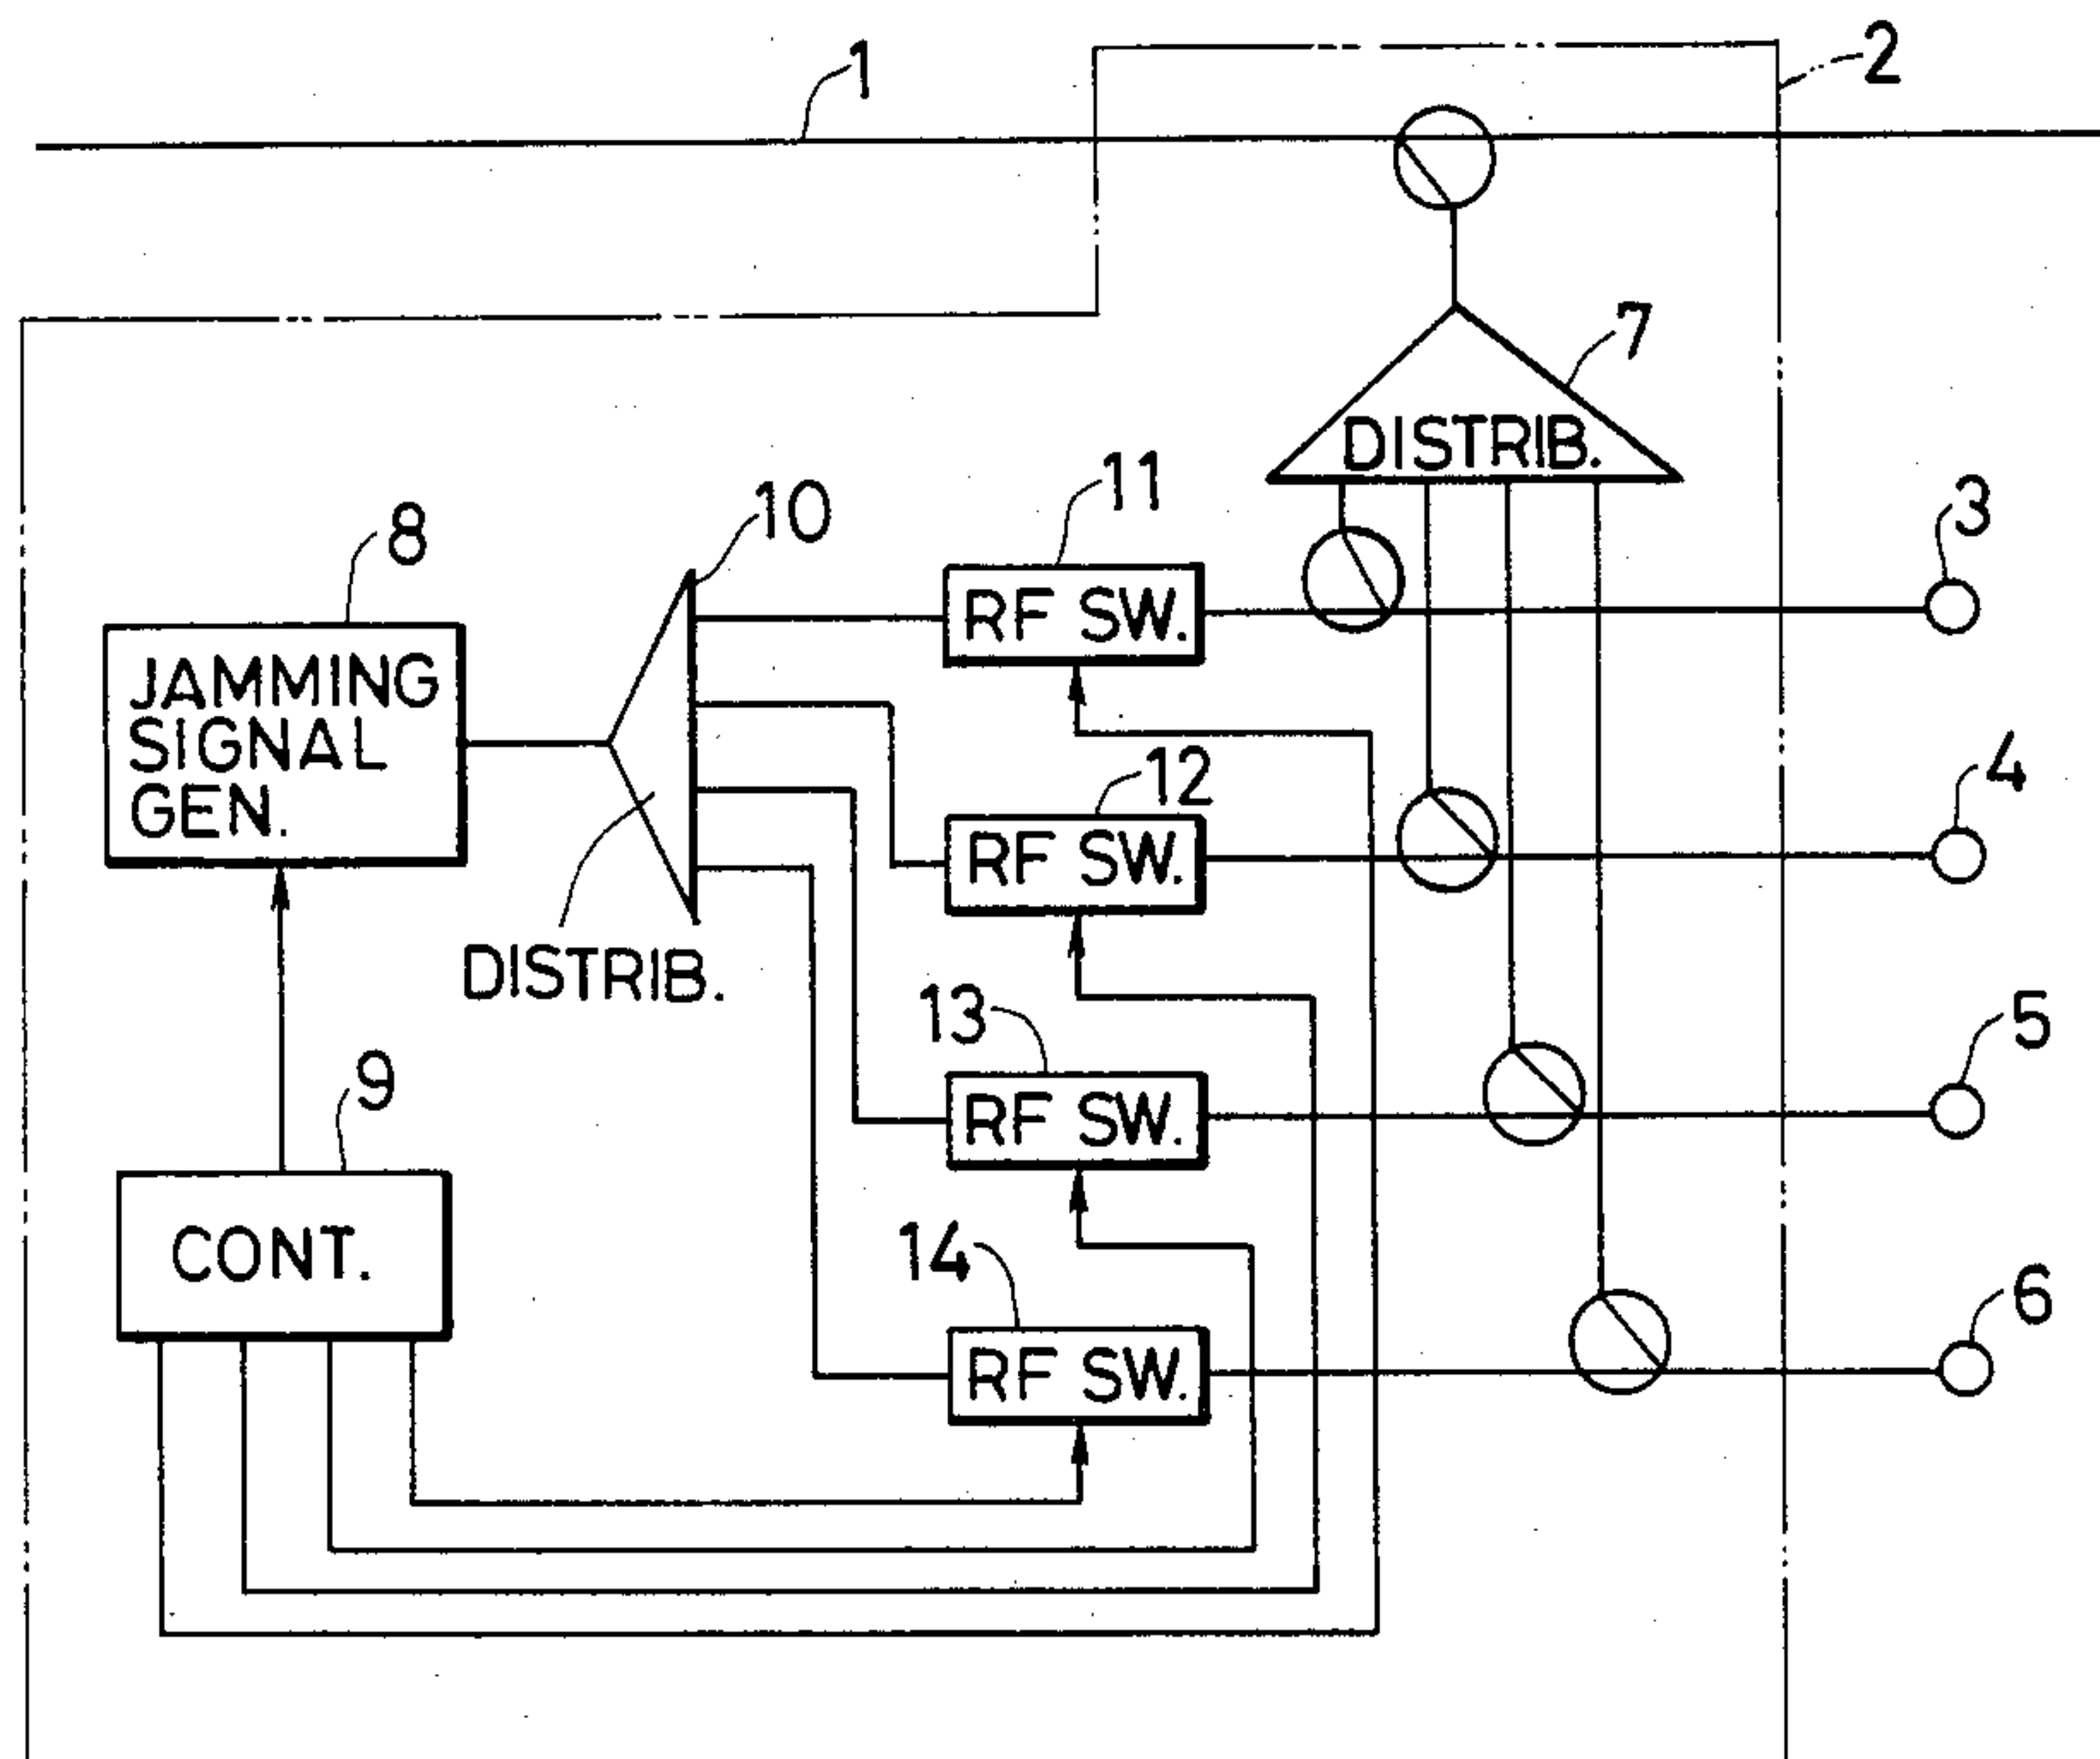 1
2
7
DISTRIB.
3
11
10
8
RF SW.
JAMMING
SIGNAL
GEN.
4
12
RF SW.
DISTRIB.
13
5
9
RF SW.
CONT.
14
6
RF SW.